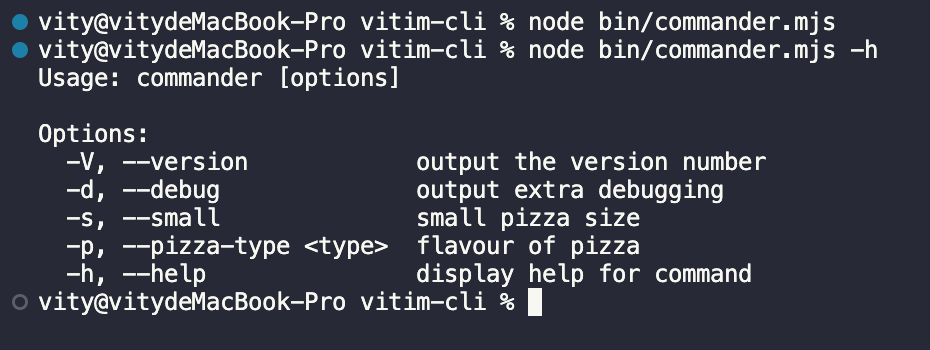 vity@vitydeMacBook-Pro vitim-cli % node bin/commander.mjs
vity@vitydeMacBook-Pro vitim-cli % node bin/commander.mjs -h
Usage: commander [options]

Options:
  -V, --version            output the version number
  -d, --debug              output extra debugging
  -s, --small              small pizza size
  -p, --pizza-type <type>  flavour of pizza
  -h, --help               display help for command
vity@vitydeMacBook-Pro vitim-cli %